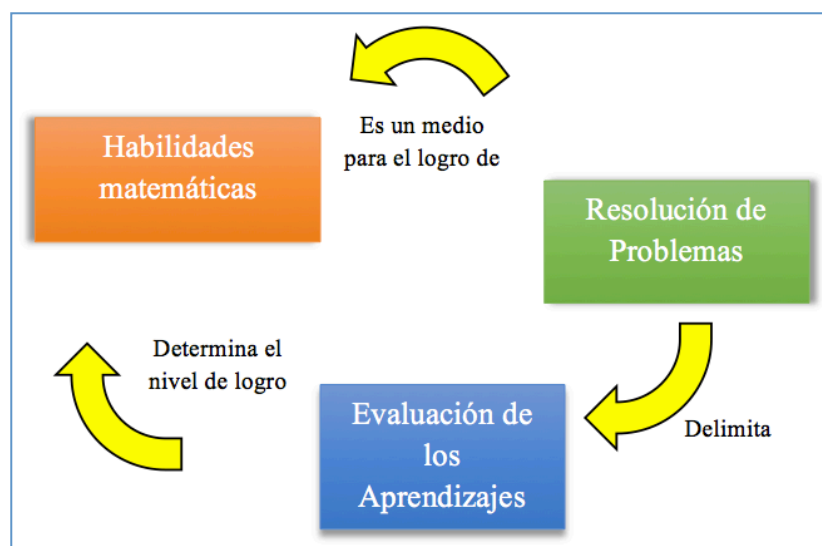 Es un medio
para el logro de
Habilidades
matemáticas
Resolución de
Problemas
Determina el
nivel de logro
Evaluación de
los
Aprendizajes
Delimita